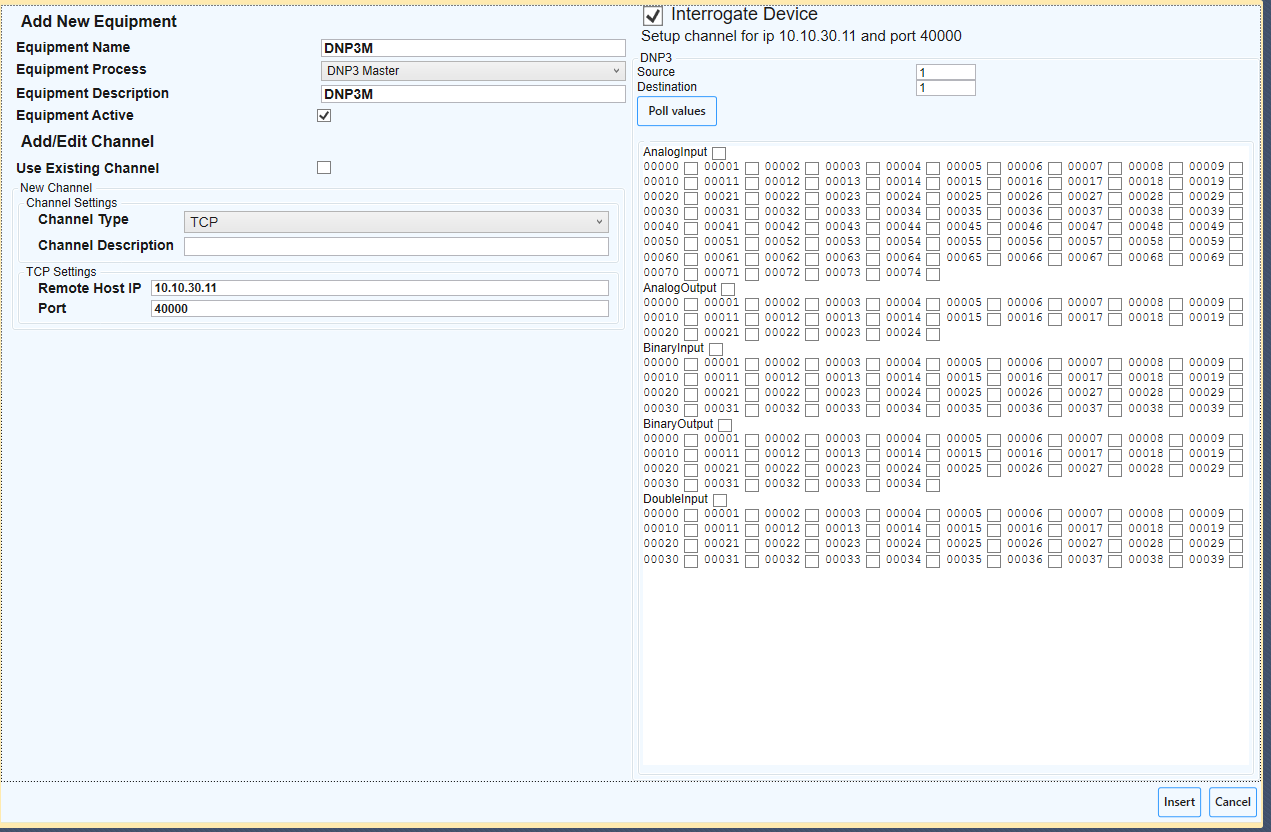 Add New Equipment
Equipment Name DNP3M
Equipment Process DNP3 Master
Equipment Description DNP3M
Equipment Active
Add/Edit Channel
Use Existing Channel
New Channel
Channel Settings
Channel Type TCP
Channel Description
TCP Settings
Remote Host IP 10.10.30.11
Port 40000
Interrogate Device
Setup channel for ip 10.10.30.11 and port 40000
DNP3
Source 1
Destination 1
Poll values
AnalogInput
00000 00001 00002 00003 00004 00005 00006 00007 00008 00009
00010 00011 00012 00013 00014 00015 00016 00017 00018 00019
00020 00021 00022 00023 00024 00025 00026 00027 00028 00029
00030 00031 00032 00033 00034 00035 00036 00037 00038 00039
00040 00041 00042 00043 00044 00045 00046 00047 00048 00049
00050 00051 00052 00053 00054 00055 00056 00057 00058 00059
00060 00061 00062 00063 00064 00065 00066 00067 00068 00069
00070 00071 00072 00073 00074
AnalogOutput
00000 00001 00002 00003 00004 00005 00006 00007 00008 00009
00010 00011 00012 00013 00014 00015 00016 00017 00018 00019
00020 00021 00022 00023 00024
BinaryInput
00000 00001 00002 00003 00004 00005 00006 00007 00008 00009
00010 00011 00012 00013 00014 00015 00016 00017 00018 00019
00020 00021 00022 00023 00024 00025 00026 00027 00028 00029
00030 00031 00032 00033 00034 00035 00036 00037 00038 00039
BinaryOutput
00000 00001 00002 00003 00004 00005 00006 00007 00008 00009
00010 00011 00012 00013 00014 00015 00016 00017 00018 00019
00020 00021 00022 00023 00024 00025 00026 00027 00028 00029
00030 00031 00032 00033 00034
DoubleInput
00000 00001 00002 00003 00004 00005 00006 00007 00008 00009
00010 00011 00012 00013 00014 00015 00016 00017 00018 00019
00020 00021 00022 00023 00024 00025 00026 00027 00028 00029
00030 00031 00032 00033 00034 00035 00036 00037 00038 00039
Insert Cancel